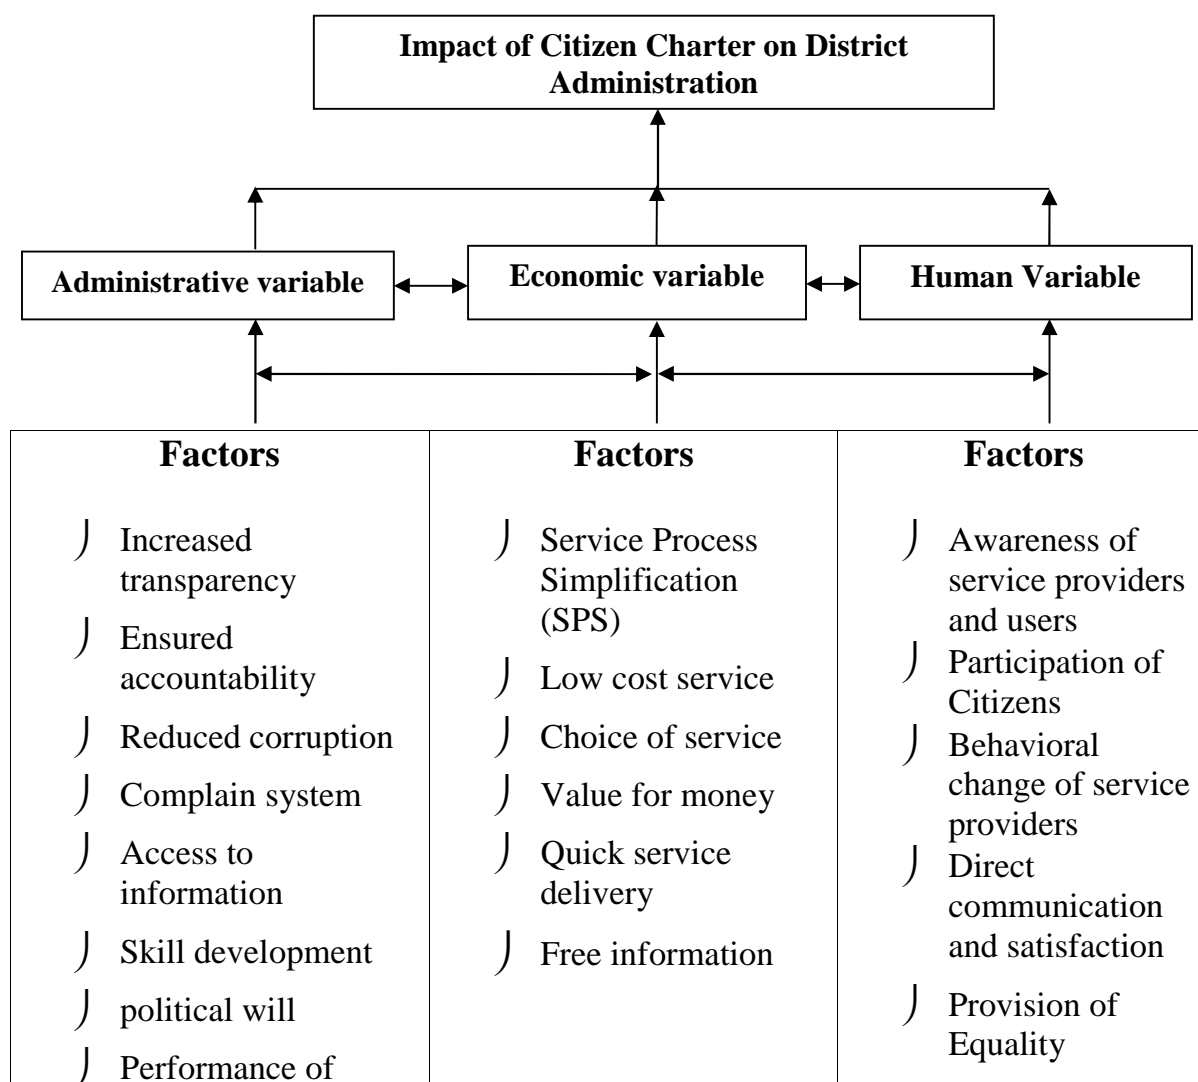 Impact of Citizen Charter on District
Administration
Administrative variable
Economic variable
Human Variable
Factors
Increased
transparency
Ensured
accountability
Reduced corruption
Complain system
Access to
information
Skill development
political will
Performance of
Factors
Service Process
Simplification
(SPS)
Low cost service
Choice of service
Value for money
Quick service
delivery
Free information
Factors
Awareness of
service providers
and users
Participation of
Citizens
Behavioral
change of service
providers
Direct
communication
and satisfaction
Provision of
Equality